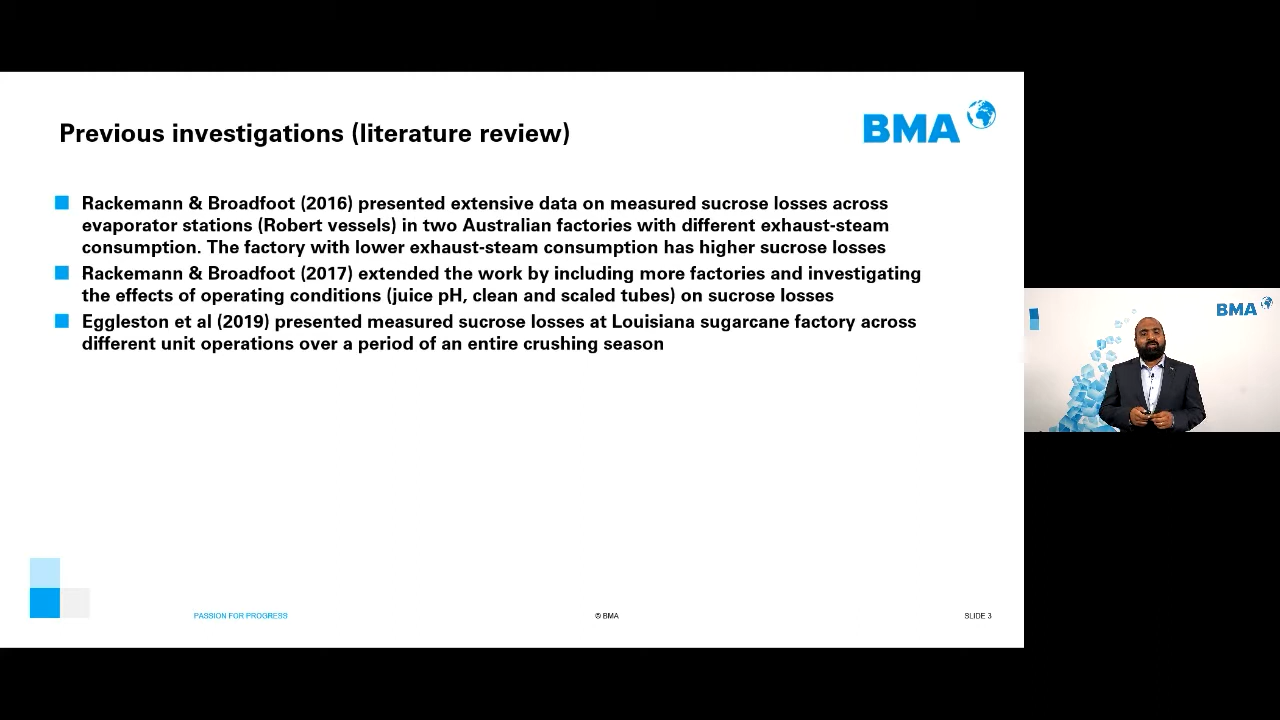 Previous investigations (literature review)
BMA
Rackemann & Broadfoot (2016) presented extensive data on measured sucrose losses across
evaporator stations (Robert vessels) in two Australian factories with different exhaust-steam
consumption. The factory with lower exhaust-steam consumption has higher sucrose losses
Rackemann & Broadfoot (2017) extended the work by including more factories and investigating
the effects of operating conditions (juice pH, clean and scaled tubes) on sucrose losses
Eggleston et al (2019) presented measured sucrose losses at Louisiana sugarcane factory across
different unit operations over a period of an entire crushing season
BMA
PASSION FOR PROGRESS
© BMA
SLIDE 3